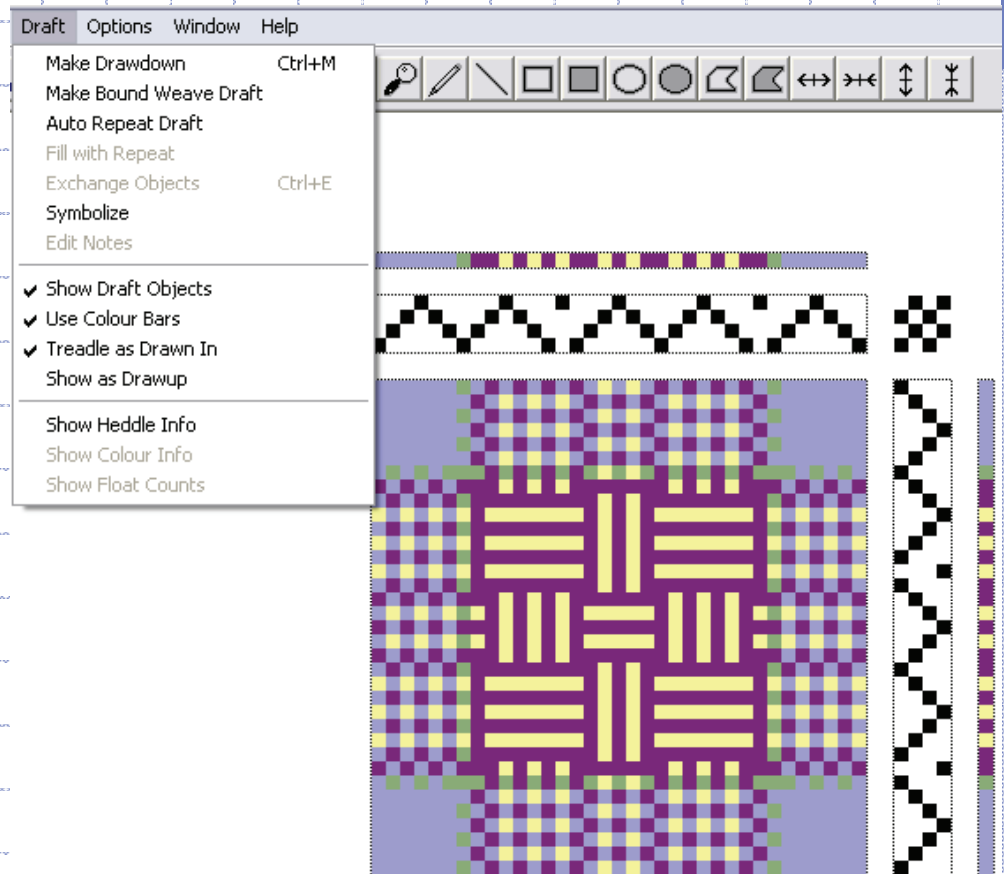 Draft Options Window Help
Make Drawdown Ctrl+M
Make Bound Weave Draft
Auto Repeat Draft
Fill with Repeat
Exchange Objects Ctrl+E
Symbolize
Edit Notes
Show Draft Objects
Use Colour Bars
Treadle as Drawn In
Show as Drawup
Show Heddle Info
Show Colour Info
Show Float Counts